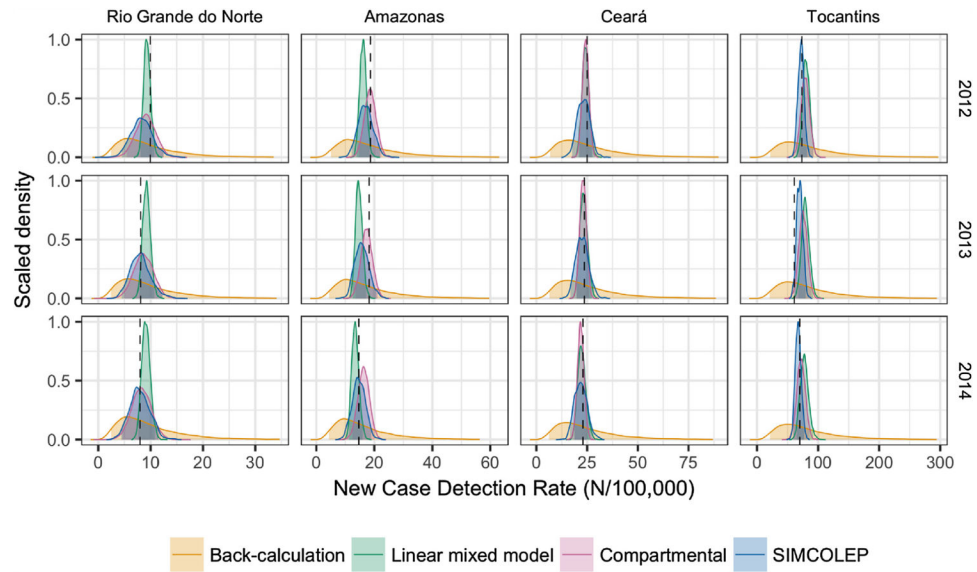 Rio Grande do Norte Amazonas Ceará Tocantins
1.0
0.5
0.0
2012
1.0
0.5
0.0
2013
1.0
0.5
0.0
2014
Scaled density
0 10 20 30 0 20 40 60 0 25 50 75 0 100 200 300
New Case Detection Rate (N/100,000)
Back-calculation Linear mixed model Compartmental SIMCOLEP